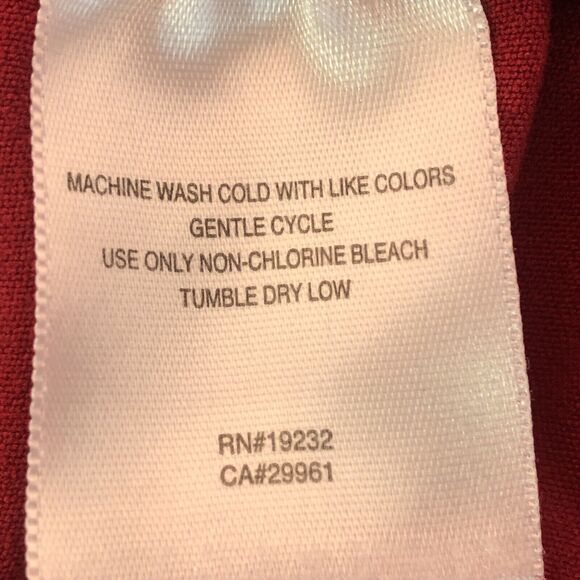 MACHINE WASH COLD WITH LIKE COLORS
GENTLE CYCLE
USE ONLY NON-CHLORINE BLEACH
TUMBLE DRY LOW
RN#19232
CA#29961